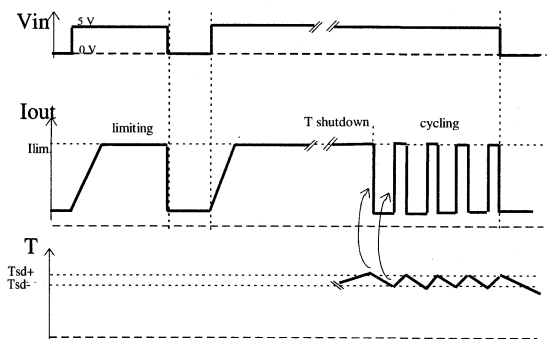 Vin
5 V
0 V
Iout
limiting
T shutdown
cycling
Ilim.
T
Tsd+
Tsd-